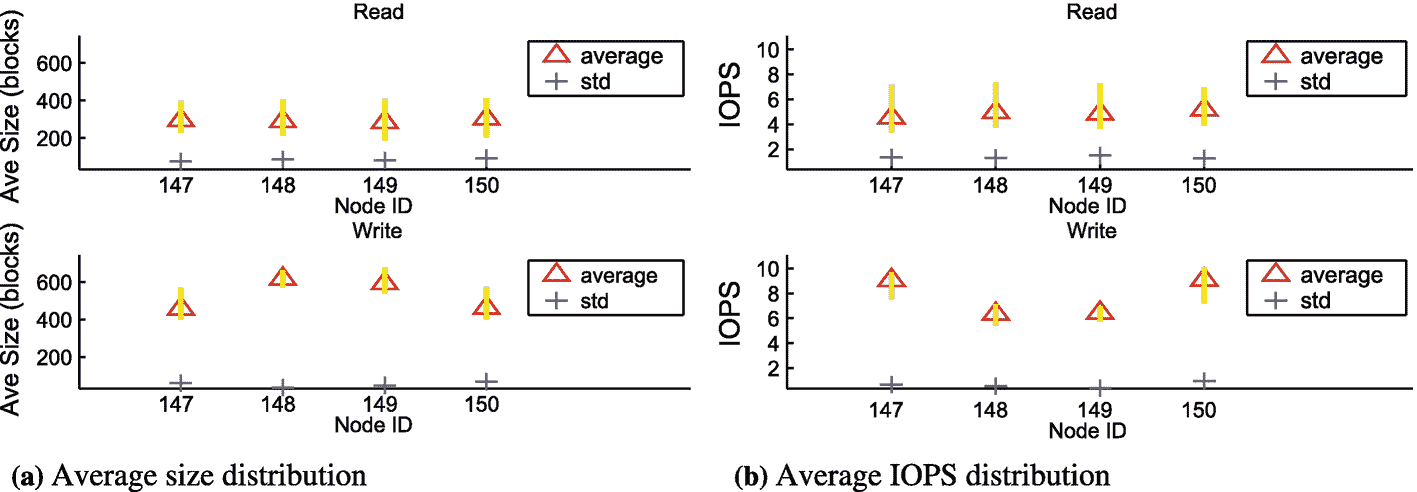 Read
Ave Size (blocks)
600
400
200
average
std
147 148 149 150
Node ID
Write
Ave Size (blocks)
600
400
200
average
std
147 148 149 150
Node ID
(a) Average size distribution
Read
IOPS
10
8
6
4
2
average
std
147 148 149 150
Node ID
Write
IOPS
10
8
6
4
2
average
std
147 148 149 150
Node ID
(b) Average IOPS distribution